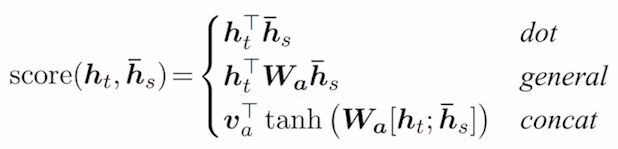 h_t^⊤ h̄_s dot
score(h_t, h̄_s) = { h_t^⊤ W_a h̄_s general
v_a^⊤ tanh (W_a[h_t; h̄_s]) concat